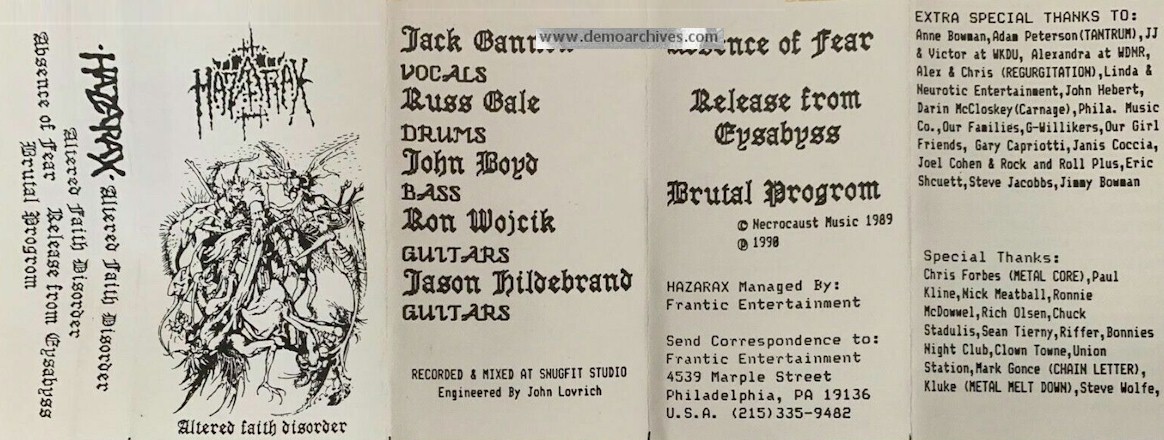 ·HAZARAX· Altered Faith Disorder
Altered Faith Disorder
Absence of Fear Release from Eysabyss
Brutal Progrom
HAZARAX
Altered faith disorder
www.demoarchives.com
Jack
VOCALS
Russ Gale
DRUMS
John Boyd
BASS
Ron Wojcik
GUITARS
Jason Hildebrand
GUITARS
RECORDED & MIXED AT SNUGFIT STUDIO
Engineered By John Lovrich
Absence of Fear
Release from
Eysabyss
Brutal Progrom
© Necrocaust Music 1989
℗ 1990
HAZARAX Managed By:
Frantic Entertainment
Send Correspondence to:
Frantic Entertainment
4539 Marple Street
Philadelphia, PA 19136
U.S.A. (215)335-9482
EXTRA SPECIAL THANKS TO:
Anne Bowman,Adam Peterson(TANTRUM),JJ
& Victor at WKDU, Alexandra at WDNR,
Alex & Chris (REGURGITATION),Linda &
Neurotic Entertainment,John Hebert,
Darin McCloskey(Carnage),Phila. Music
Co.,Our Families,G-Willikers,Our Girl
Friends, Gary Capriotti,Janis Coccia,
Joel Cohen & Rock and Roll Plus,Eric
Shcuett,Steve Jacobbs,Jimmy Bowman
Special Thanks:
Chris Forbes (METAL CORE),Paul
Kline,Nick Meatball,Ronnie
McDowwel,Rich Olsen,Chuck
Stadulis,Sean Tierny,Riffer,Bonnies
Night Club,Clown Towne,Union
Station,Mark Gonce (CHAIN LETTER),
Kluke (METAL MELT DOWN),Steve Wolfe,